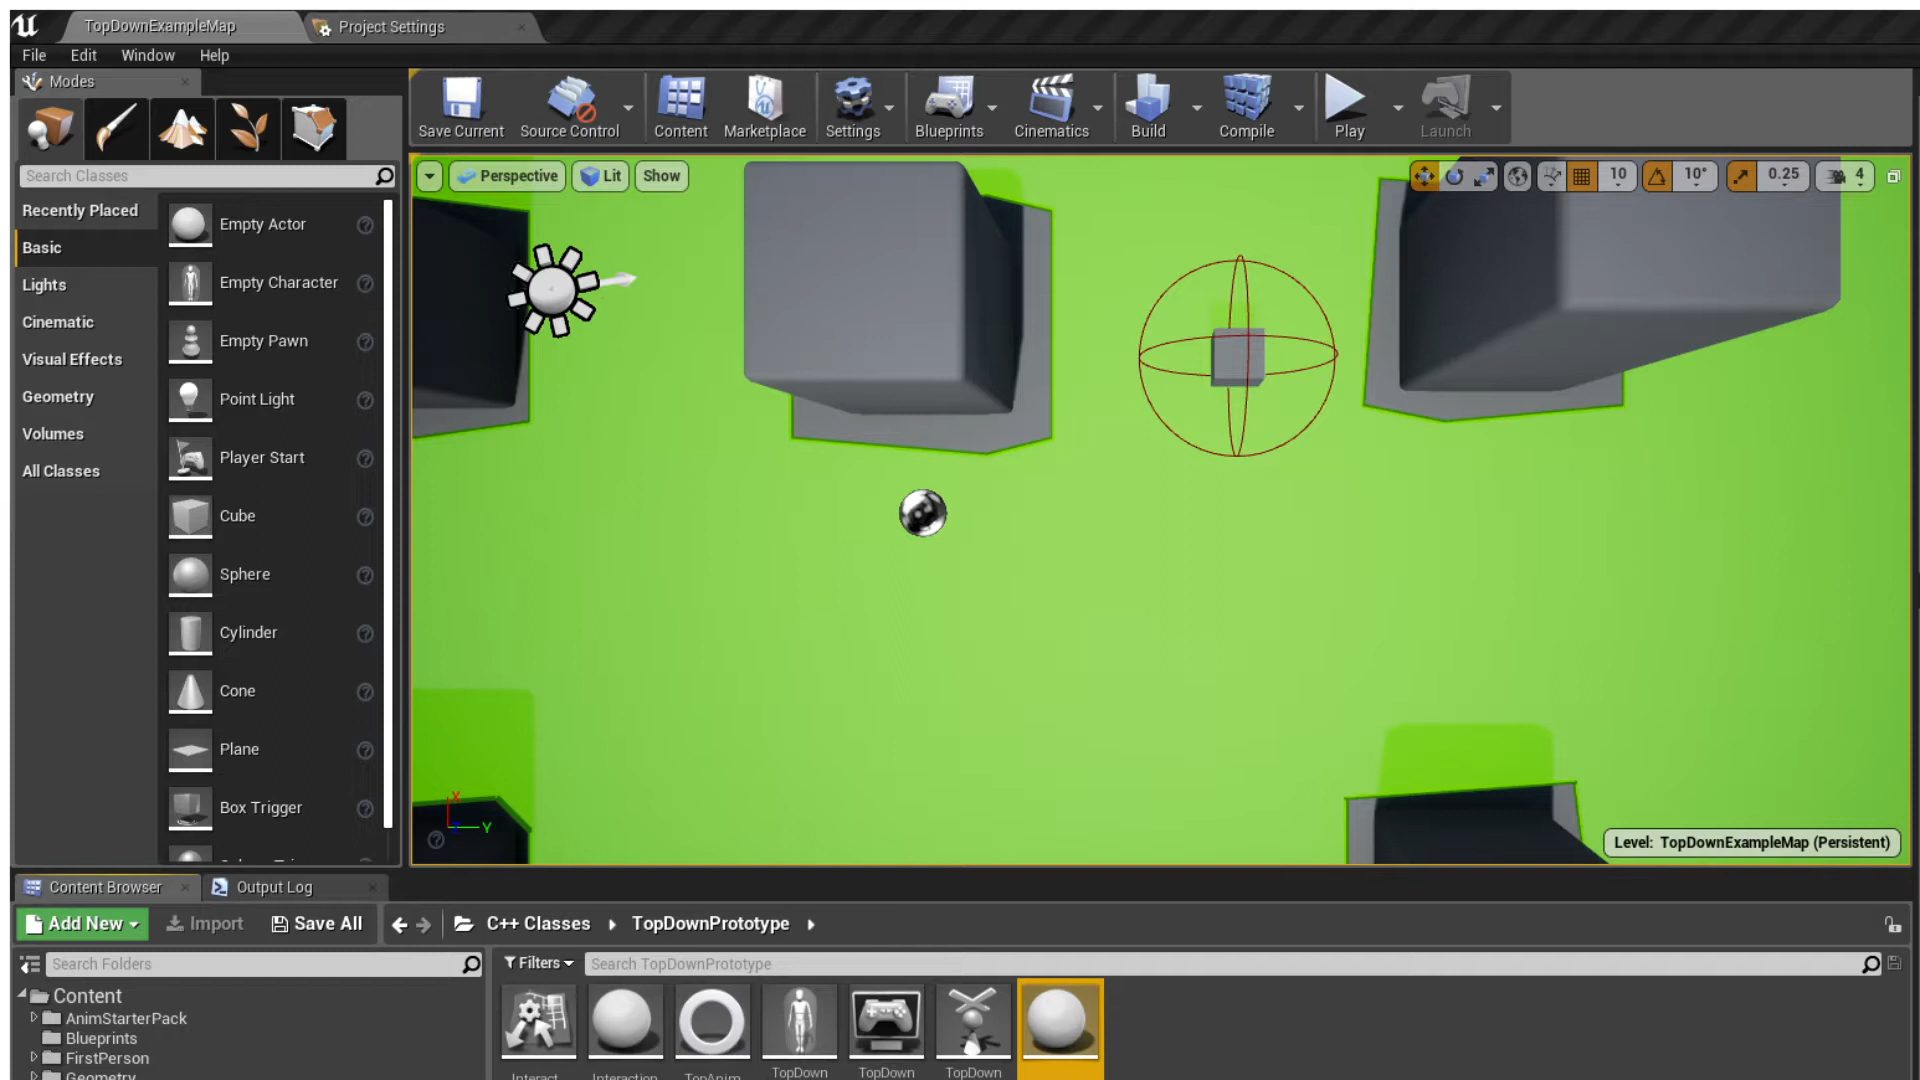 TopDownExampleMap
Project Settings
File Edit Window Help
Modes
Save Current
Source Control
Content
Marketplace
Settings
Blueprints
Cinematics
Build
Compile
Play
Launch
Search Classes
Perspective
Lit
Show
10
10°
0.25
4
Recently Placed
Basic
Lights
Cinematic
Visual Effects
Geometry
Volumes
All Classes
Empty Actor
Empty Character
Empty Pawn
Point Light
Player Start
Cube
Sphere
Cylinder
Cone
Plane
Box Trigger
X
Y
Level: TopDownExampleMap (Persistent)
Content Browser
Output Log
Add New
Import
Save All
C++ Classes
TopDownPrototype
Search Folders
Filters
Search TopDownPrototype
Content
AnimStarterPack
Blueprints
FirstPerson
Geometry
Interact
Interaction
TopAnim
TopDown
TopDown
TopDown